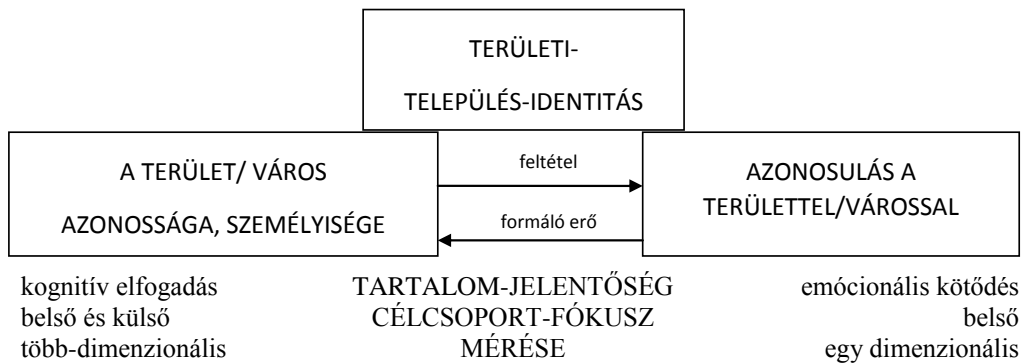 TERÜLETI-
TELEPÜLÉS-IDENTITÁS
A TERÜLET/ VÁROS
AZONOSSÁGA, SZEMÉLYISÉGE
feltétel
formáló erő
AZONOSULÁS A
TERÜLETTEL/VÁROSSAL
kognitív elfogadás TARTALOM-JELENTŐSÉG emócionális kötődés
belső és külső CÉLCSOPORT-FÓKUSZ belső
több-dimenzionális MÉRÉSE egy dimenzionális